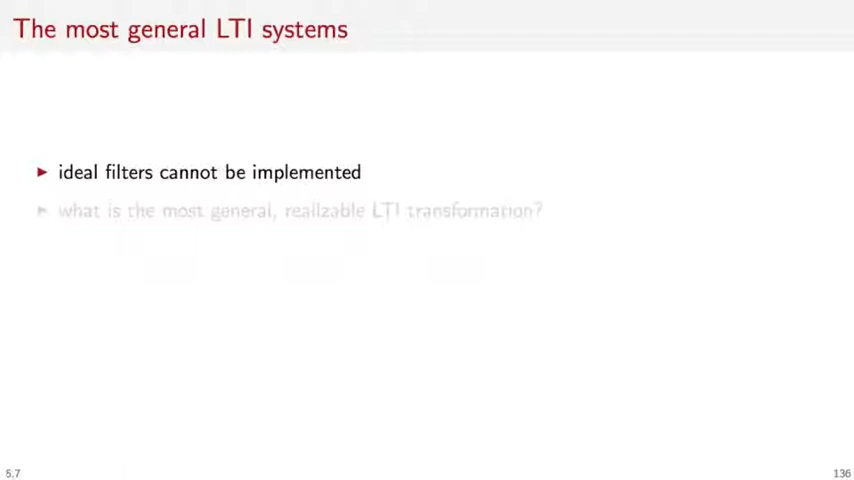 The most general LTI systems
ideal filters cannot be implemented
what is the most general, realizable LTI transformation?
5.7
136